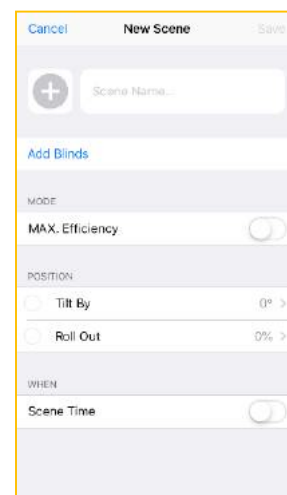 Cancel New Scene Save
Scene Name...
Add Blinds
MODE
MAX. Efficiency
POSITION
Tilt By 0° >
Roll Out 0% >
WHEN
Scene Time